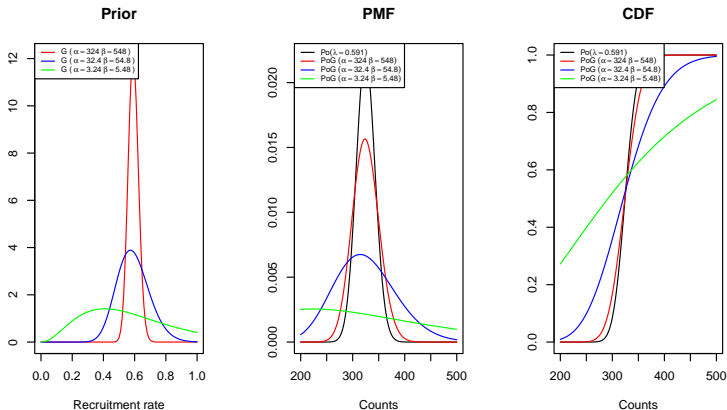 Prior
G ( α=324 β=548)
G ( α=32.4 β=54.8)
G ( α=3.24 β=5.48)
12
10
8
6
4
2
0
0.0 0.2 0.4 0.6 0.8 1.0
Recruitment rate
PMF
Po(λ=0.591)
PoG ( α=324 β=548)
PoG ( α=32.4 β=54.8)
PoG ( α=3.24 β=5.48)
0.020
0.015
0.010
0.005
0.000
200 300 400 500
Counts
CDF
Po(λ=0.591)
PoG ( α=324 β=548)
PoG ( α=32.4 β=54.8)
PoG ( α=3.24 β=5.48)
1.0
0.8
0.6
0.4
0.2
0.0
200 300 400 500
Counts